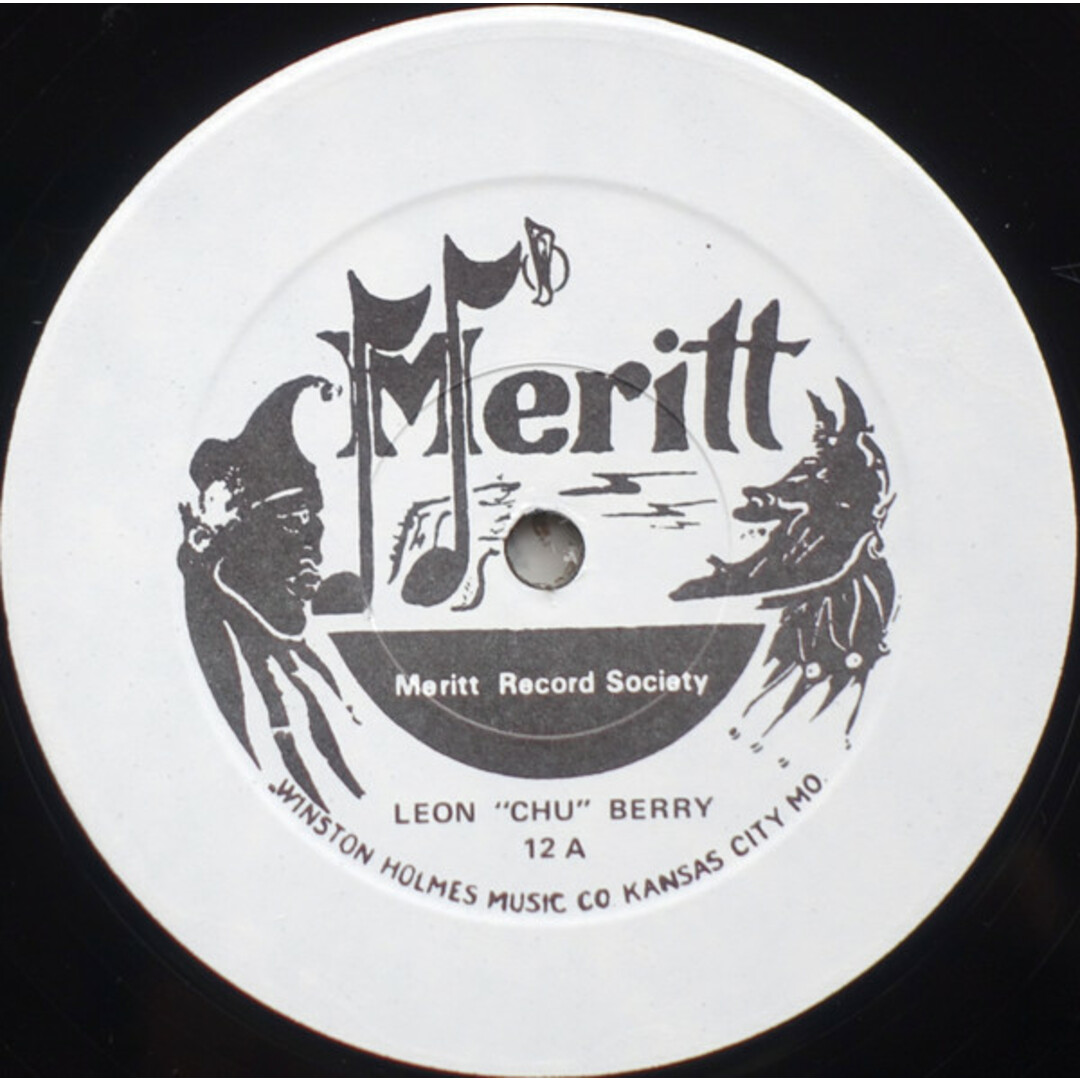 Meritt
Meritt Record Society
LEON "CHU" BERRY
12 A
WINSTON HOLMES MUSIC CO KANSAS CITY MO.